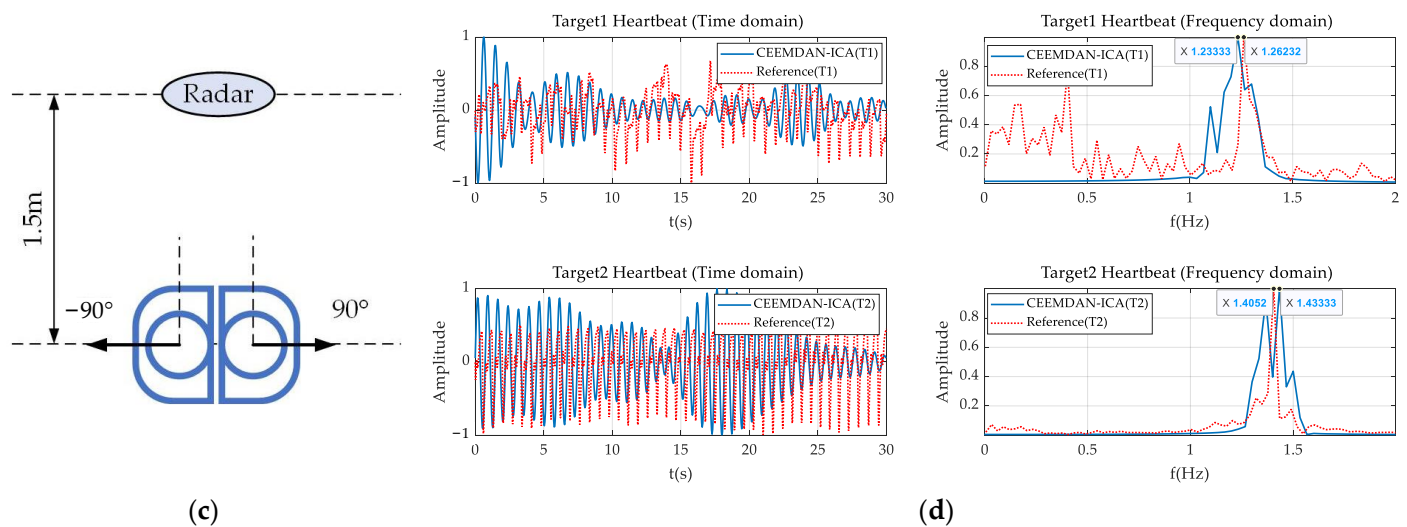 Radar
1.5m
−90°
90°
(c)
Target1 Heartbeat (Time domain)
1
0
−1
Amplitude
CEEMDAN-ICA(T1)
Reference(T1)
0 5 10 15 20 25 30
t(s)
Target1 Heartbeat (Frequency domain)
X 1.23333
X 1.26232
CEEMDAN-ICA(T1)
Reference(T1)
0.8
0.6
0.4
0.2
Amplitude
0 0.5 1 1.5 2
f(Hz)
Target2 Heartbeat (Time domain)
1
0
−1
Amplitude
CEEMDAN-ICA(T2)
Reference(T2)
0 5 10 15 20 25 30
t(s)
Target2 Heartbeat (Frequency domain)
X 1.4052
X 1.43333
CEEMDAN-ICA(T2)
Reference(T2)
0.8
0.6
0.4
0.2
Amplitude
0 0.5 1 1.5
f(Hz)
(d)